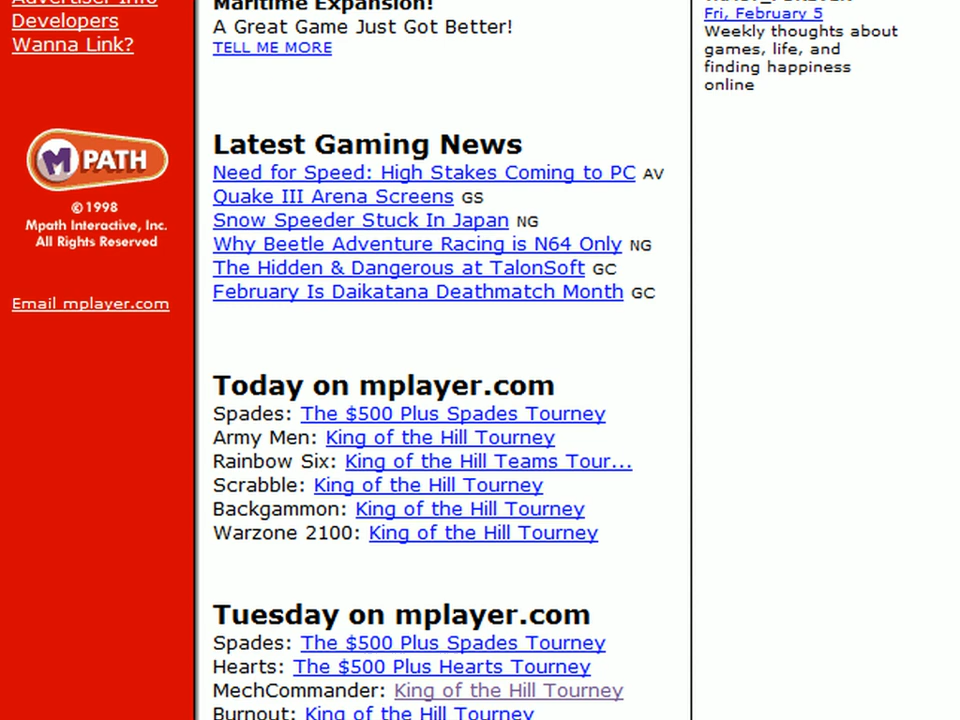 Advertiser Info
Developers
Wanna Link?
MPATH
©1998
Mpath Interactive, Inc.
All Rights Reserved
Email mplayer.com
Maritime Expansion!
A Great Game Just Got Better!
TELL ME MORE
Latest Gaming News
Need for Speed: High Stakes Coming to PC AV
Quake III Arena Screens GS
Snow Speeder Stuck In Japan NG
Why Beetle Adventure Racing is N64 Only NG
The Hidden & Dangerous at TalonSoft GC
February Is Daikatana Deathmatch Month GC
Today on mplayer.com
Spades: The $500 Plus Spades Tourney
Army Men: King of the Hill Tourney
Rainbow Six: King of the Hill Teams Tour...
Scrabble: King of the Hill Tourney
Backgammon: King of the Hill Tourney
Warzone 2100: King of the Hill Tourney
Tuesday on mplayer.com
Spades: The $500 Plus Spades Tourney
Hearts: The $500 Plus Hearts Tourney
MechCommander: King of the Hill Tourney
Burnout: King of the Hill Tourney
Fri, February 5
Weekly thoughts about
games, life, and
finding happiness
online